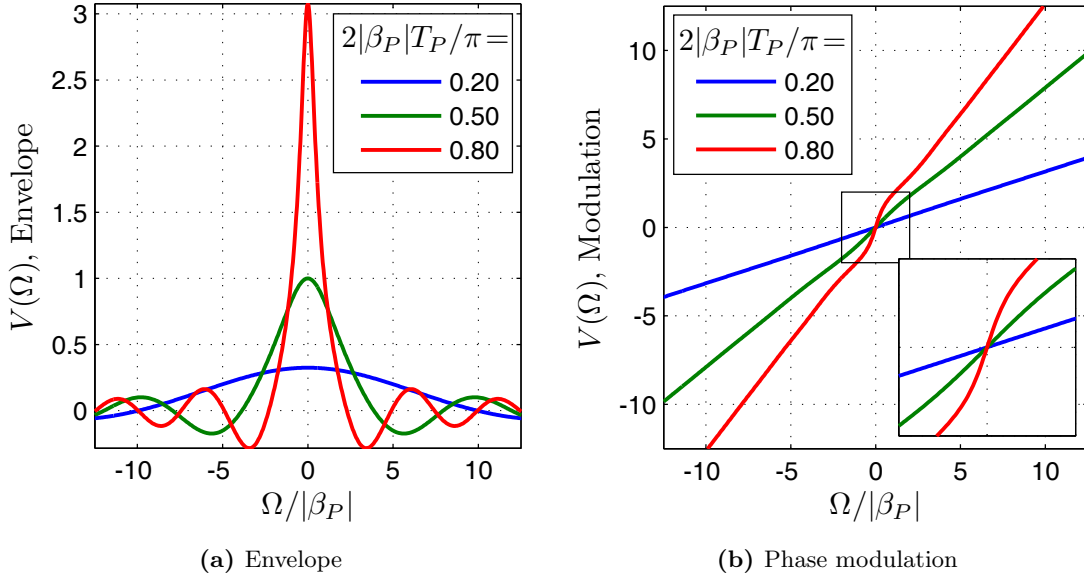 V(Ω), Envelope
3
2.5
2
1.5
1
0.5
0
2|β_P|T_P/π=
0.20
0.50
0.80
-10 -5 0 5 10
Ω/|β_P|
(a) Envelope
V(Ω), Modulation
10
5
0
-5
-10
2|β_P|T_P/π=
0.20
0.50
0.80
-10 -5 0 5 10
Ω/|β_P|
(b) Phase modulation